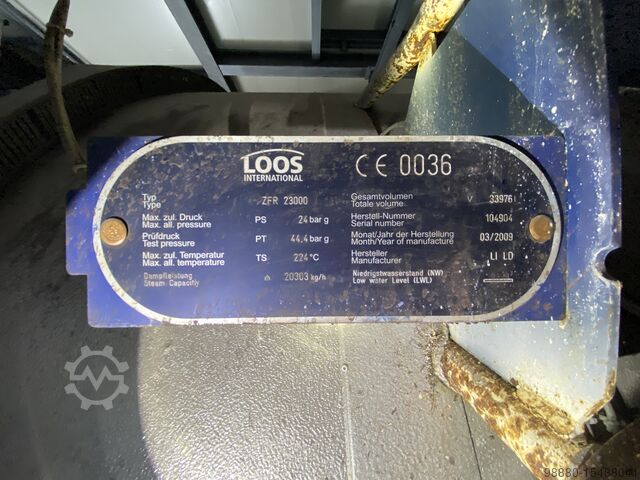 LOOS
INTERNATIONAL
CE 0036
Typ
Type ZFR 23000
Max. zul. Druck
Max. all. pressure PS 24 bar g
Prüfdruck
Test pressure PT 44,4 bar g
Max. zul. Temperatur
Max. all. temperature TS 224 °C
Dampfleistung
Steam Capacity ṁ 20303 kg/h
Gesamtvolumen
Totale volume V 33976 l
Herstell-Nummer
Serial number 104904
Monat/Jahr der Herstellung
Month/Year of manufacture 03/2009
Hersteller
Manufacturer LI LD
Niedrigstwasserstand (NW)
Low water Level (LWL)